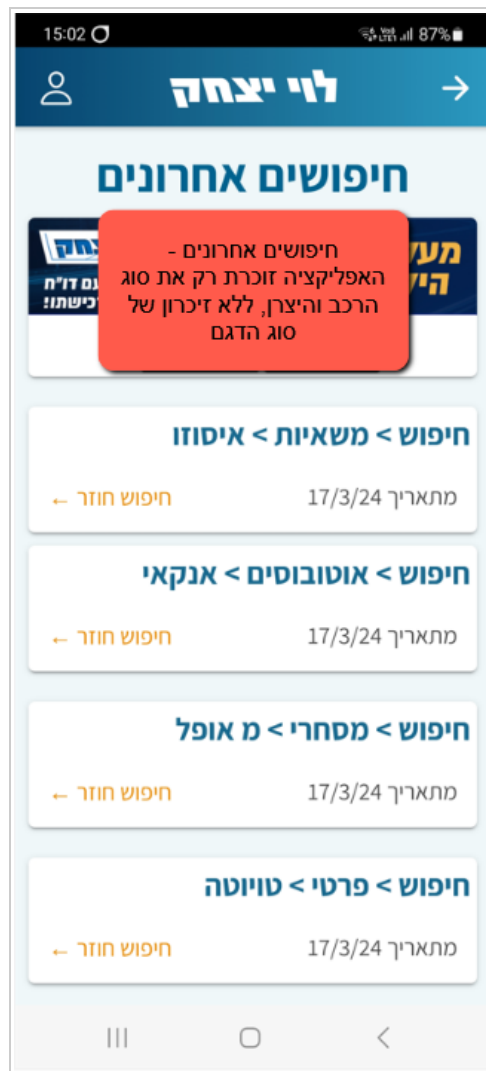 15:02
87%
לוי יצחק
חיפושים אחרונים
חיפושים אחרונים -
האפליקציה זוכרת רק את סוג
הרכב והיצרן, ללא זיכרון של
סוג הדגם
חיפוש > משאיות > איסוזו
מתאריך 17/3/24
חיפוש חוזר ←
חיפוש > אוטובוסים > אנקאי
מתאריך 17/3/24
חיפוש חוזר ←
חיפוש > מסחרי > מ אופל
מתאריך 17/3/24
חיפוש חוזר ←
חיפוש > פרטי > טויוטה
מתאריך 17/3/24
חיפוש חוזר ←